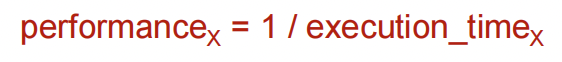 performanceX = 1 / execution_timeX